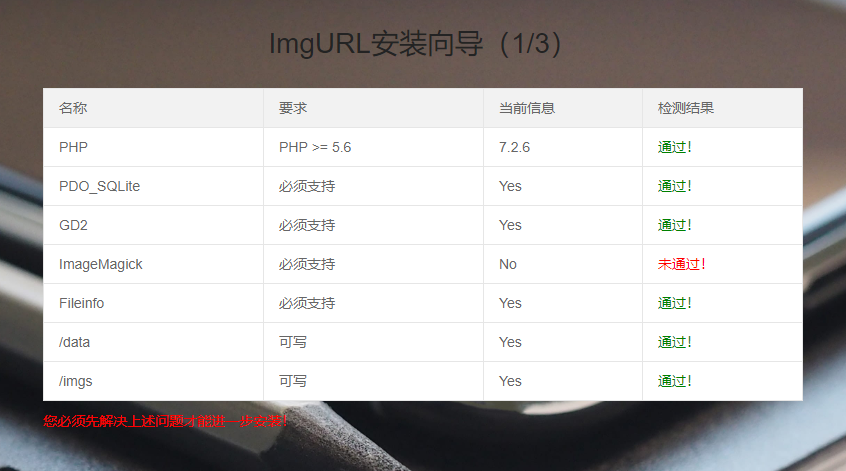 ImgURL安装向导（1/3）
名称 要求 当前信息 检测结果
PHP PHP >= 5.6 7.2.6 通过！
PDO_SQLite 必须支持 Yes 通过！
GD2 必须支持 Yes 通过！
ImageMagick 必须支持 No 未通过！
Fileinfo 必须支持 Yes 通过！
/data 可写 Yes 通过！
/imgs 可写 Yes 通过！
您必须先解决上述问题才能进一步安装！